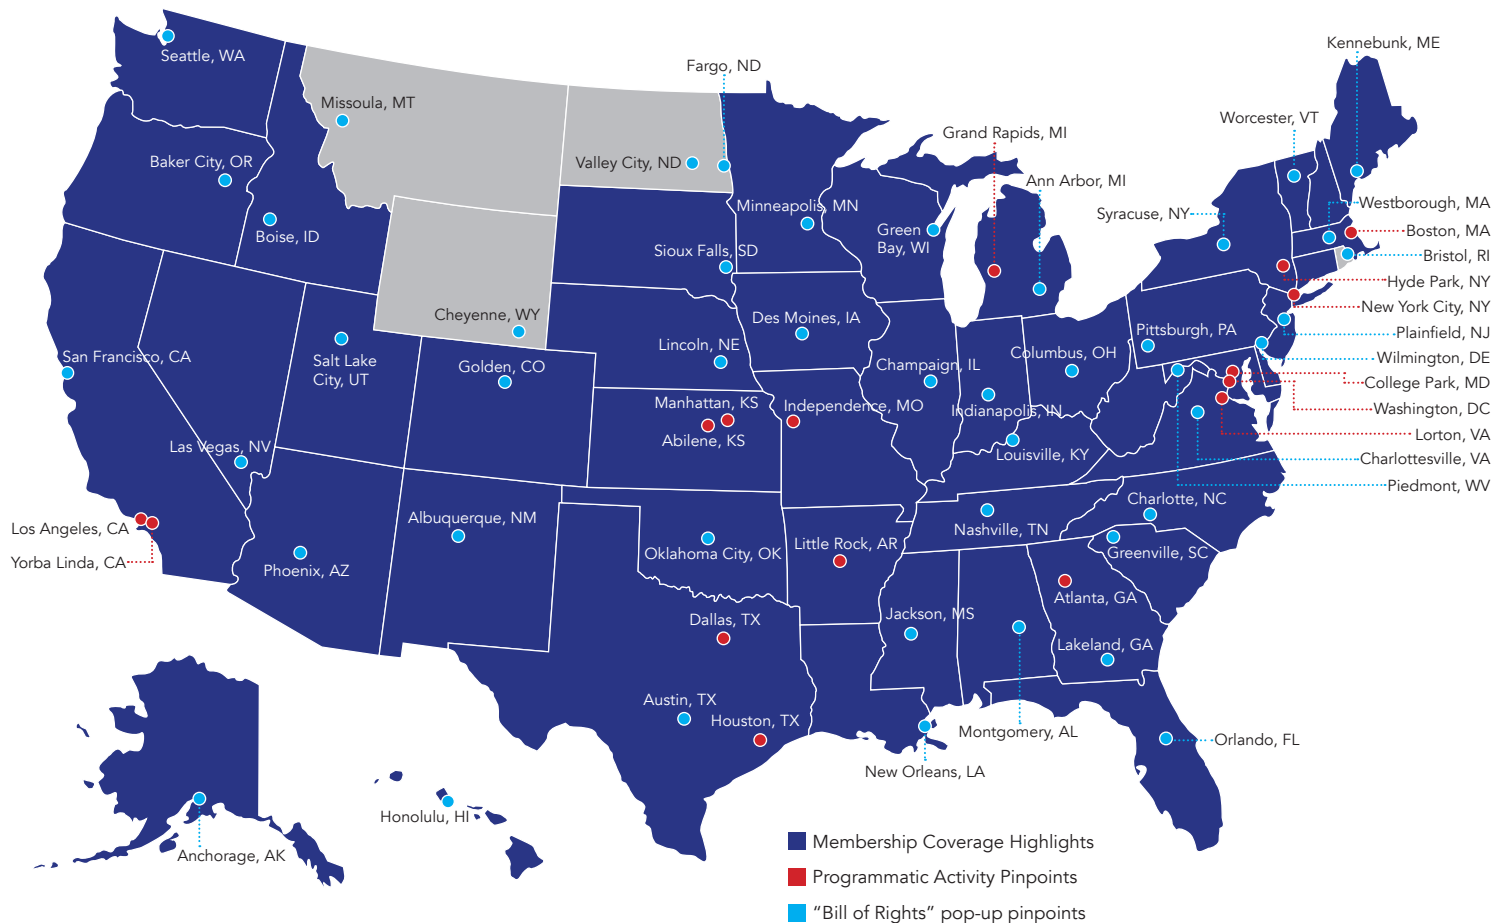 Kennebunk, ME
Seattle, WA
Fargo, ND
Missoula, MT
Worcester, VT
Grand Rapids, MI
Baker City, OR
Valley City, ND
Ann Arbor, MI
Westborough, MA
Minneapolis, MN
Syracuse, NY
Boise, ID
Green
Bay, WI
Boston, MA
Sioux Falls, SD
Bristol, RI
Hyde Park, NY
New York City, NY
Cheyenne, WY
Des Moines, IA
Pittsburgh, PA
Plainfield, NJ
San Francisco, CA
Salt Lake
City, UT
Golden, CO
Lincoln, NE
Champaign, IL
Columbus, OH
Wilmington, DE
College Park, MD
Manhattan, KS
Independence, MO
Indianapolis, IN
Washington, DC
Abilene, KS
Lorton, VA
Las Vegas, NV
Louisville, KY
Charlottesville, VA
Piedmont, WV
Charlotte, NC
Los Angeles, CA
Albuquerque, NM
Nashville, TN
Yorba Linda, CA
Phoenix, AZ
Oklahoma City, OK
Little Rock, AR
Greenville, SC
Atlanta, GA
Dallas, TX
Jackson, MS
Lakeland, GA
Austin, TX
Houston, TX
Montgomery, AL
Orlando, FL
New Orleans, LA
Honolulu, HI
Anchorage, AK
Membership Coverage Highlights
Programmatic Activity Pinpoints
“Bill of Rights” pop-up pinpoints